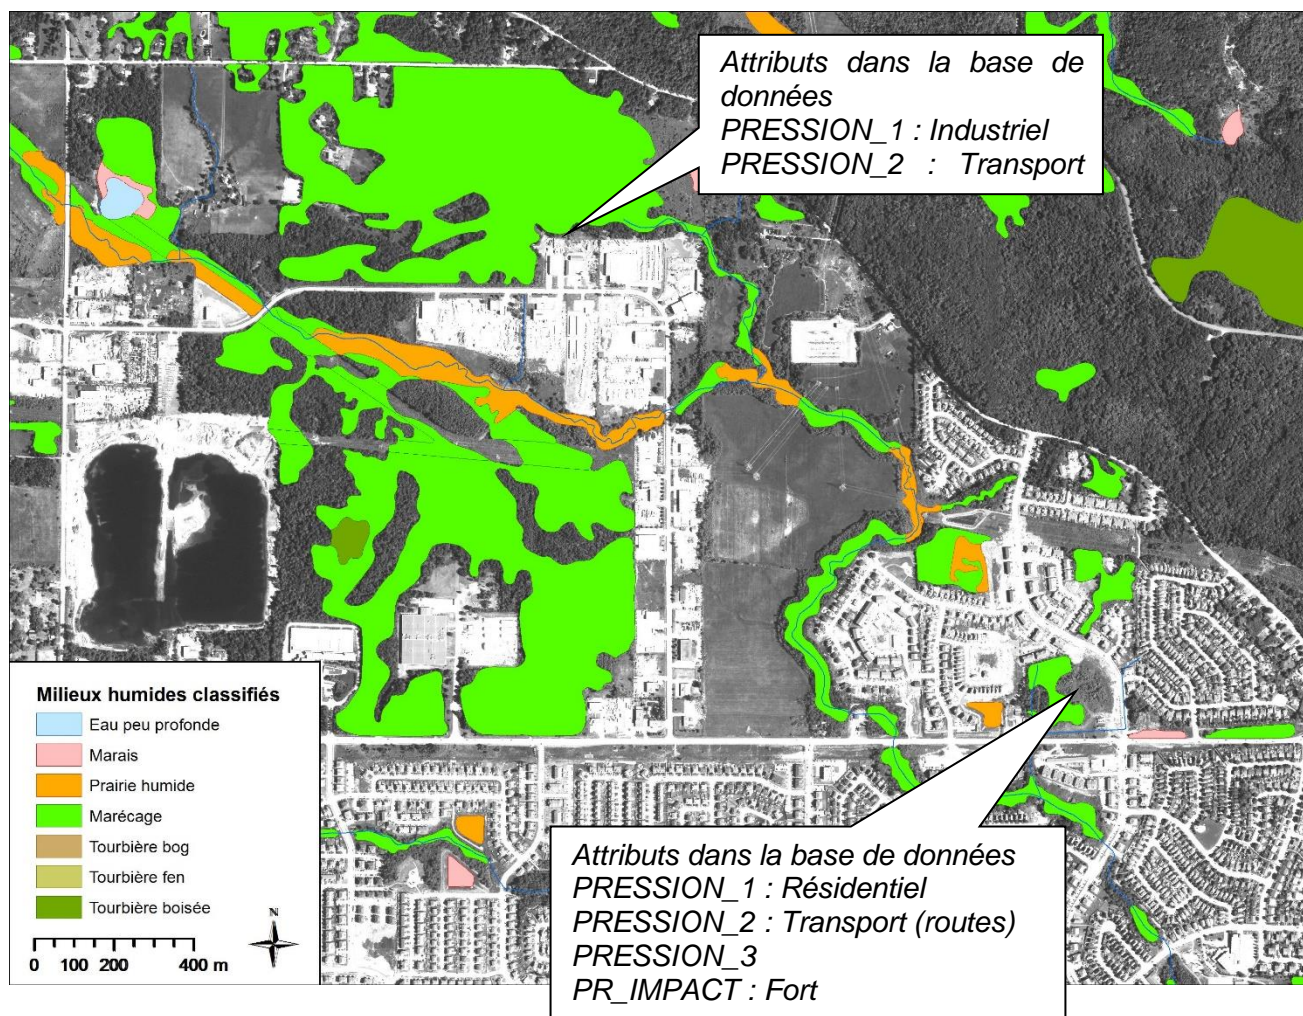 Attributs dans la base de
données
PRESSION_1 : Industriel
PRESSION_2 : Transport
Milieux humides classifiés
Eau peu profonde
Marais
Prairie humide
Marécage
Tourbière bog
Tourbière fen
Tourbière boisée
N
0 100 200 400 m
Attributs dans la base de données
PRESSION_1 : Résidentiel
PRESSION_2 : Transport (routes)
PRESSION_3
PR_IMPACT : Fort